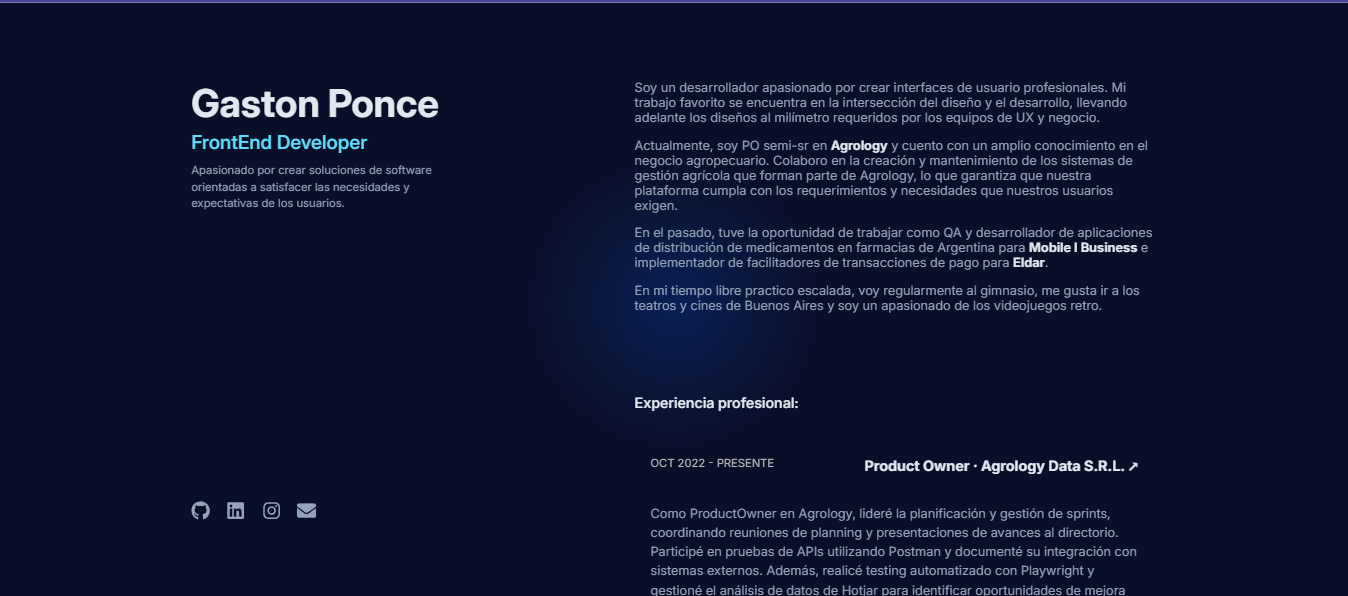 Gaston Ponce
FrontEnd Developer
Apasionado por crear soluciones de software
orientadas a satisfacer las necesidades y
expectativas de los usuarios.
Soy un desarrollador apasionado por crear interfaces de usuario profesionales. Mi
trabajo favorito se encuentra en la intersección del diseño y el desarrollo, llevando
adelante los diseños al milímetro requeridos por los equipos de UX y negocio.
Actualmente, soy PO semi-sr en Agrology y cuento con un amplio conocimiento en el
negocio agropecuario. Colaboro en la creación y mantenimiento de los sistemas de
gestión agrícola que forman parte de Agrology, lo que garantiza que nuestra
plataforma cumpla con los requerimientos y necesidades que nuestros usuarios
exigen.
En el pasado, tuve la oportunidad de trabajar como QA y desarrollador de aplicaciones
de distribución de medicamentos en farmacias de Argentina para Mobile I Business e
implementador de facilitadores de transacciones de pago para Eldar.
En mi tiempo libre practico escalada, voy regularmente al gimnasio, me gusta ir a los
teatros y cines de Buenos Aires y soy un apasionado de los videojuegos retro.
Experiencia profesional:
OCT 2022 - PRESENTE
Product Owner · Agrology Data S.R.L. ↗
Como ProductOwner en Agrology, lideré la planificación y gestión de sprints,
coordinando reuniones de planning y presentaciones de avances al directorio.
Participé en pruebas de APIs utilizando Postman y documenté su integración con
sistemas externos. Además, realicé testing automatizado con Playwright y
gestioné el análisis de datos de Hotjar para identificar oportunidades de mejora